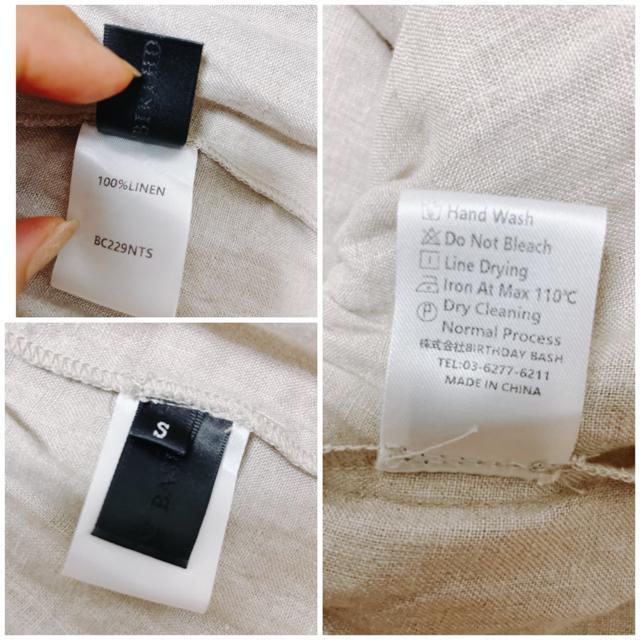 100%LINEN
BC229NTS
Hand Wash
Do Not Bleach
Line Drying
Iron At Max 110℃
Dry Cleaning
Normal Process
株式会社BIRTHDAY BASH
TEL:03-6277-6211
MADE IN CHINA
S